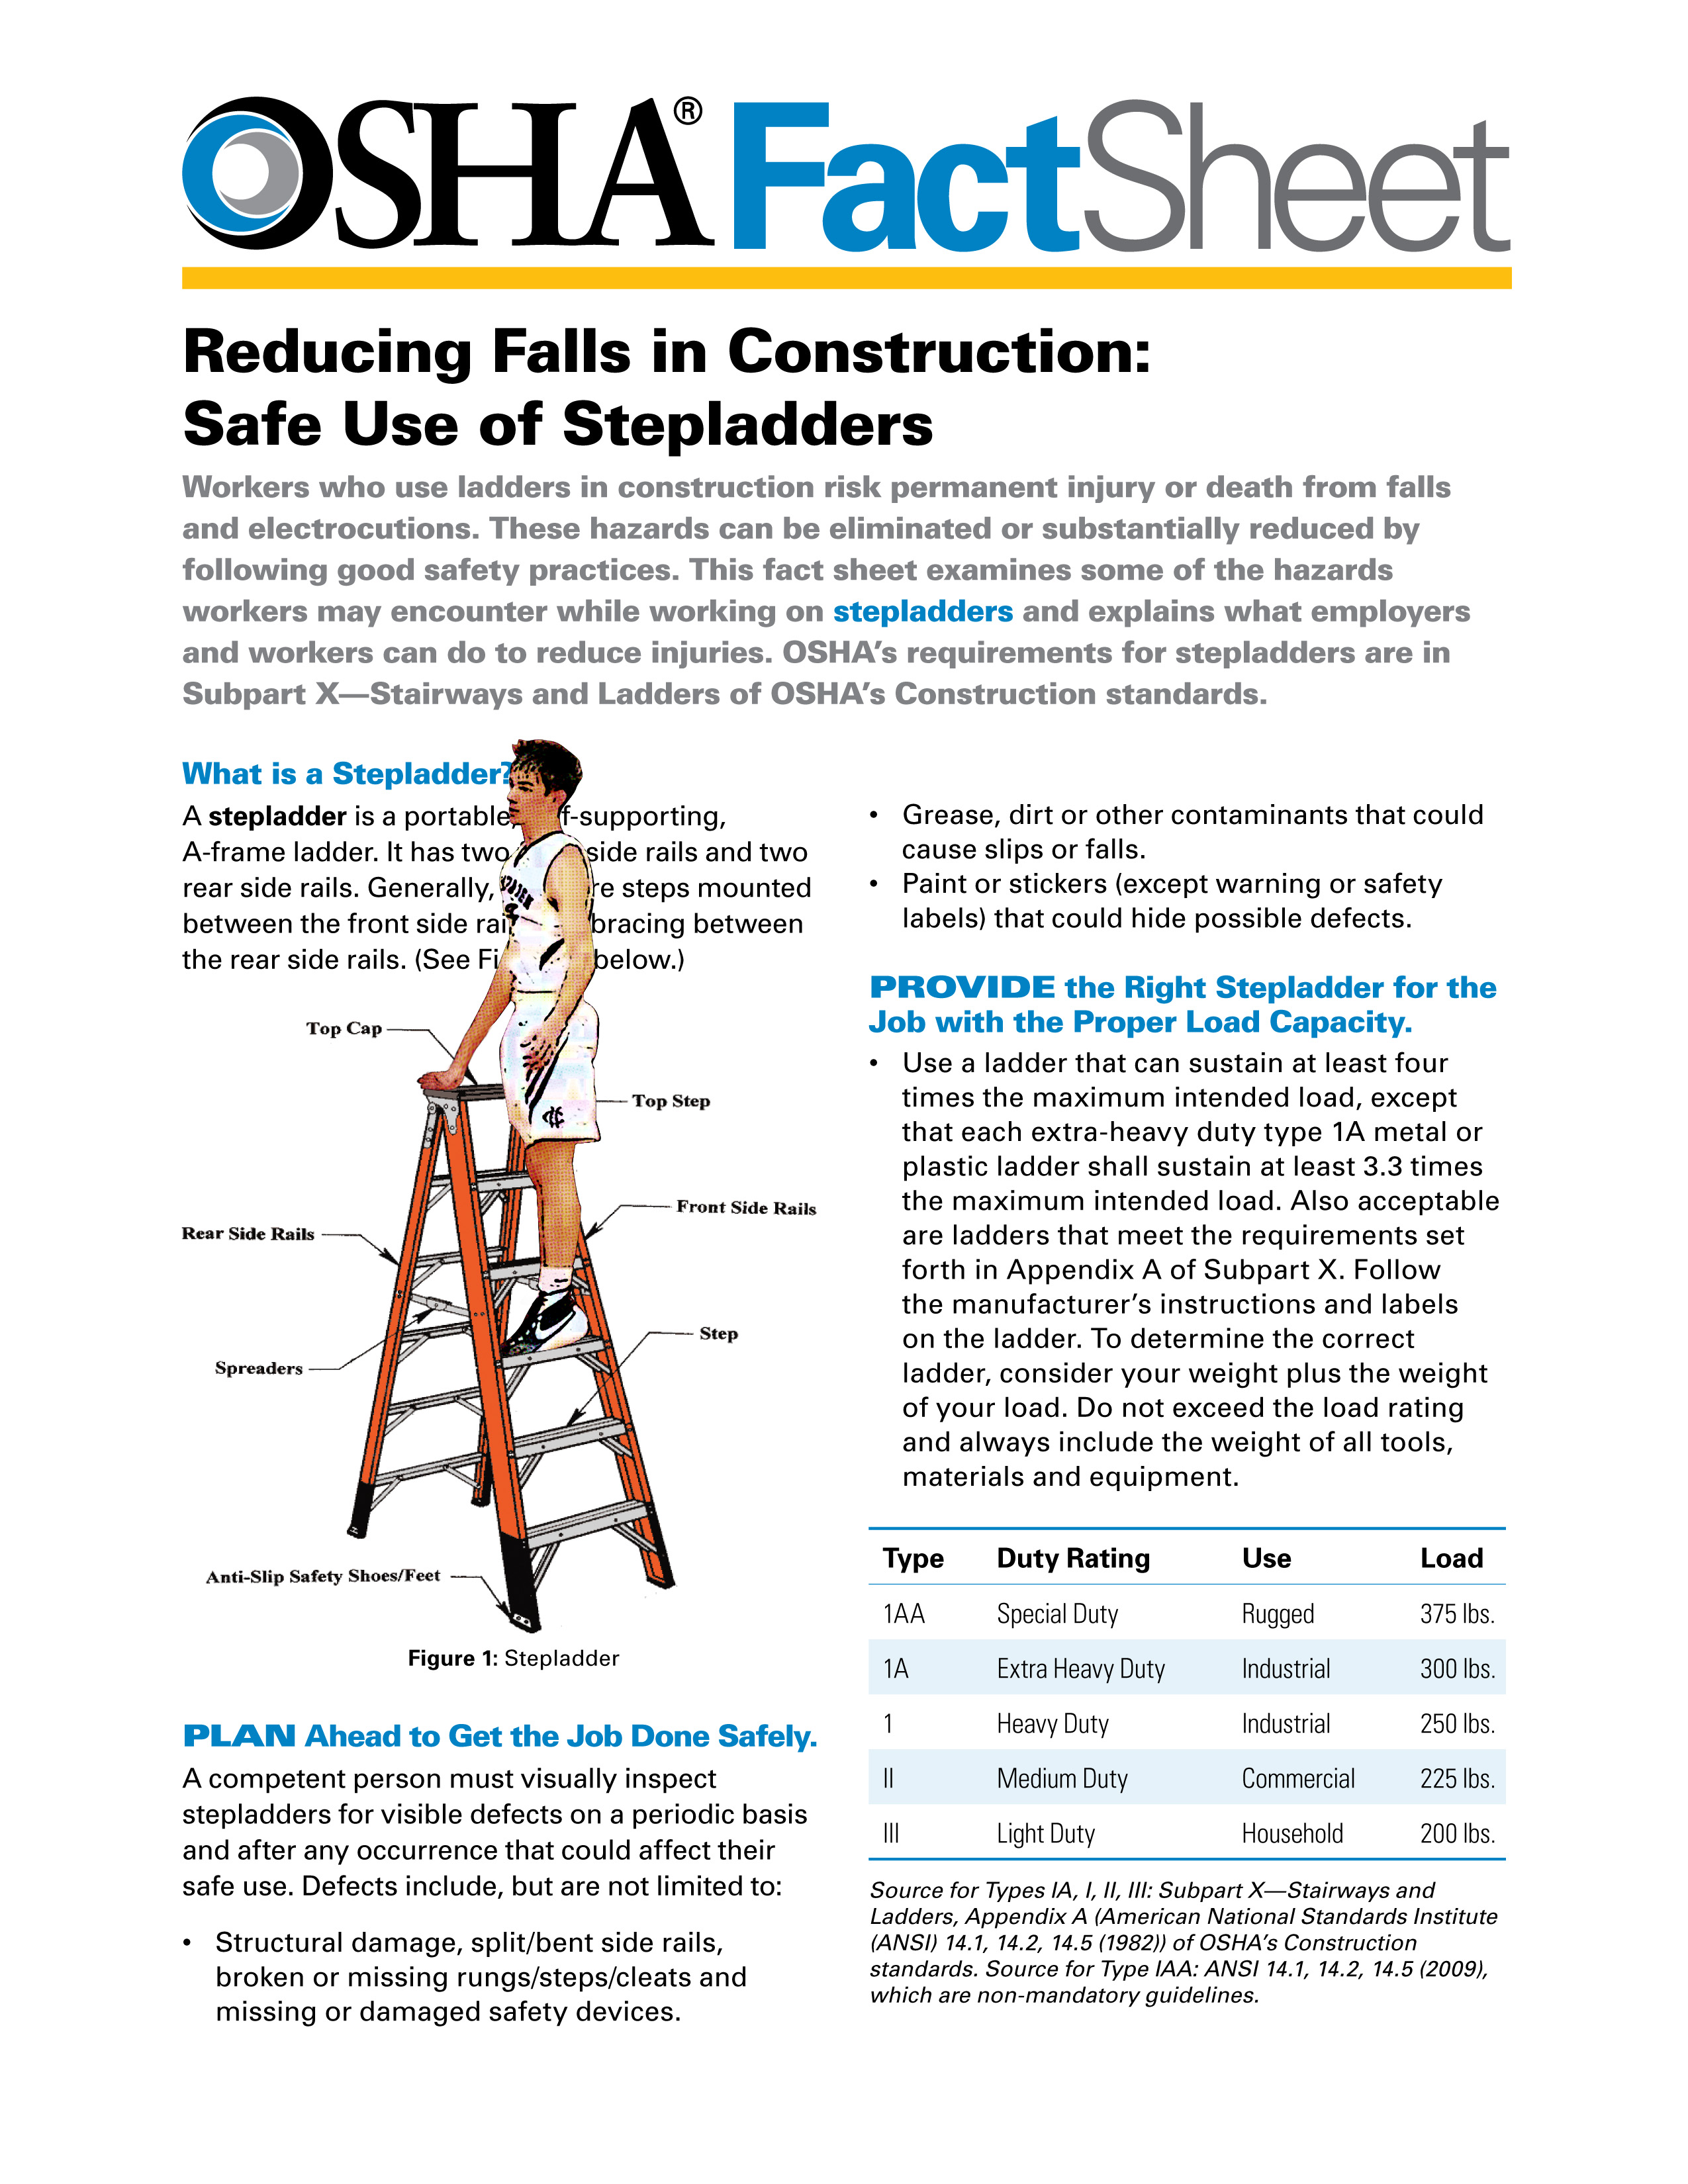 OSHA® FactSheet
Reducing Falls in Construction:
Safe Use of Stepladders
Workers who use ladders in construction risk permanent injury or death from falls
and electrocutions. These hazards can be eliminated or substantially reduced by
following good safety practices. This fact sheet examines some of the hazards
workers may encounter while working on stepladders and explains what employers
and workers can do to reduce injuries. OSHA’s requirements for stepladders are in
Subpart X—Stairways and Ladders of OSHA’s Construction standards.
What is a Stepladder?
A stepladder is a portable, f-supporting,
A-frame ladder. It has two side rails and two
rear side rails. Generally, re steps mounted
between the front side rai bracing between
the rear side rails. (See Fi below.)
Top Cap
Top Step
Front Side Rails
Rear Side Rails
Step
Spreaders
Anti-Slip Safety Shoes/Feet
Figure 1: Stepladder
PLAN Ahead to Get the Job Done Safely.
A competent person must visually inspect
stepladders for visible defects on a periodic basis
and after any occurrence that could affect their
safe use. Defects include, but are not limited to:
• Structural damage, split/bent side rails,
broken or missing rungs/steps/cleats and
missing or damaged safety devices.
• Grease, dirt or other contaminants that could
cause slips or falls.
• Paint or stickers (except warning or safety
labels) that could hide possible defects.
PROVIDE the Right Stepladder for the
Job with the Proper Load Capacity.
• Use a ladder that can sustain at least four
times the maximum intended load, except
that each extra-heavy duty type 1A metal or
plastic ladder shall sustain at least 3.3 times
the maximum intended load. Also acceptable
are ladders that meet the requirements set
forth in Appendix A of Subpart X. Follow
the manufacturer’s instructions and labels
on the ladder. To determine the correct
ladder, consider your weight plus the weight
of your load. Do not exceed the load rating
and always include the weight of all tools,
materials and equipment.
Type Duty Rating Use Load
1AA Special Duty Rugged 375 lbs.
1A Extra Heavy Duty Industrial 300 lbs.
1 Heavy Duty Industrial 250 lbs.
II Medium Duty Commercial 225 lbs.
III Light Duty Household 200 lbs.
Source for Types IA, I, II, III: Subpart X—Stairways and
Ladders, Appendix A (American National Standards Institute
(ANSI) 14.1, 14.2, 14.5 (1982)) of OSHA’s Construction
standards. Source for Type IAA: ANSI 14.1, 14.2, 14.5 (2009),
which are non-mandatory guidelines.